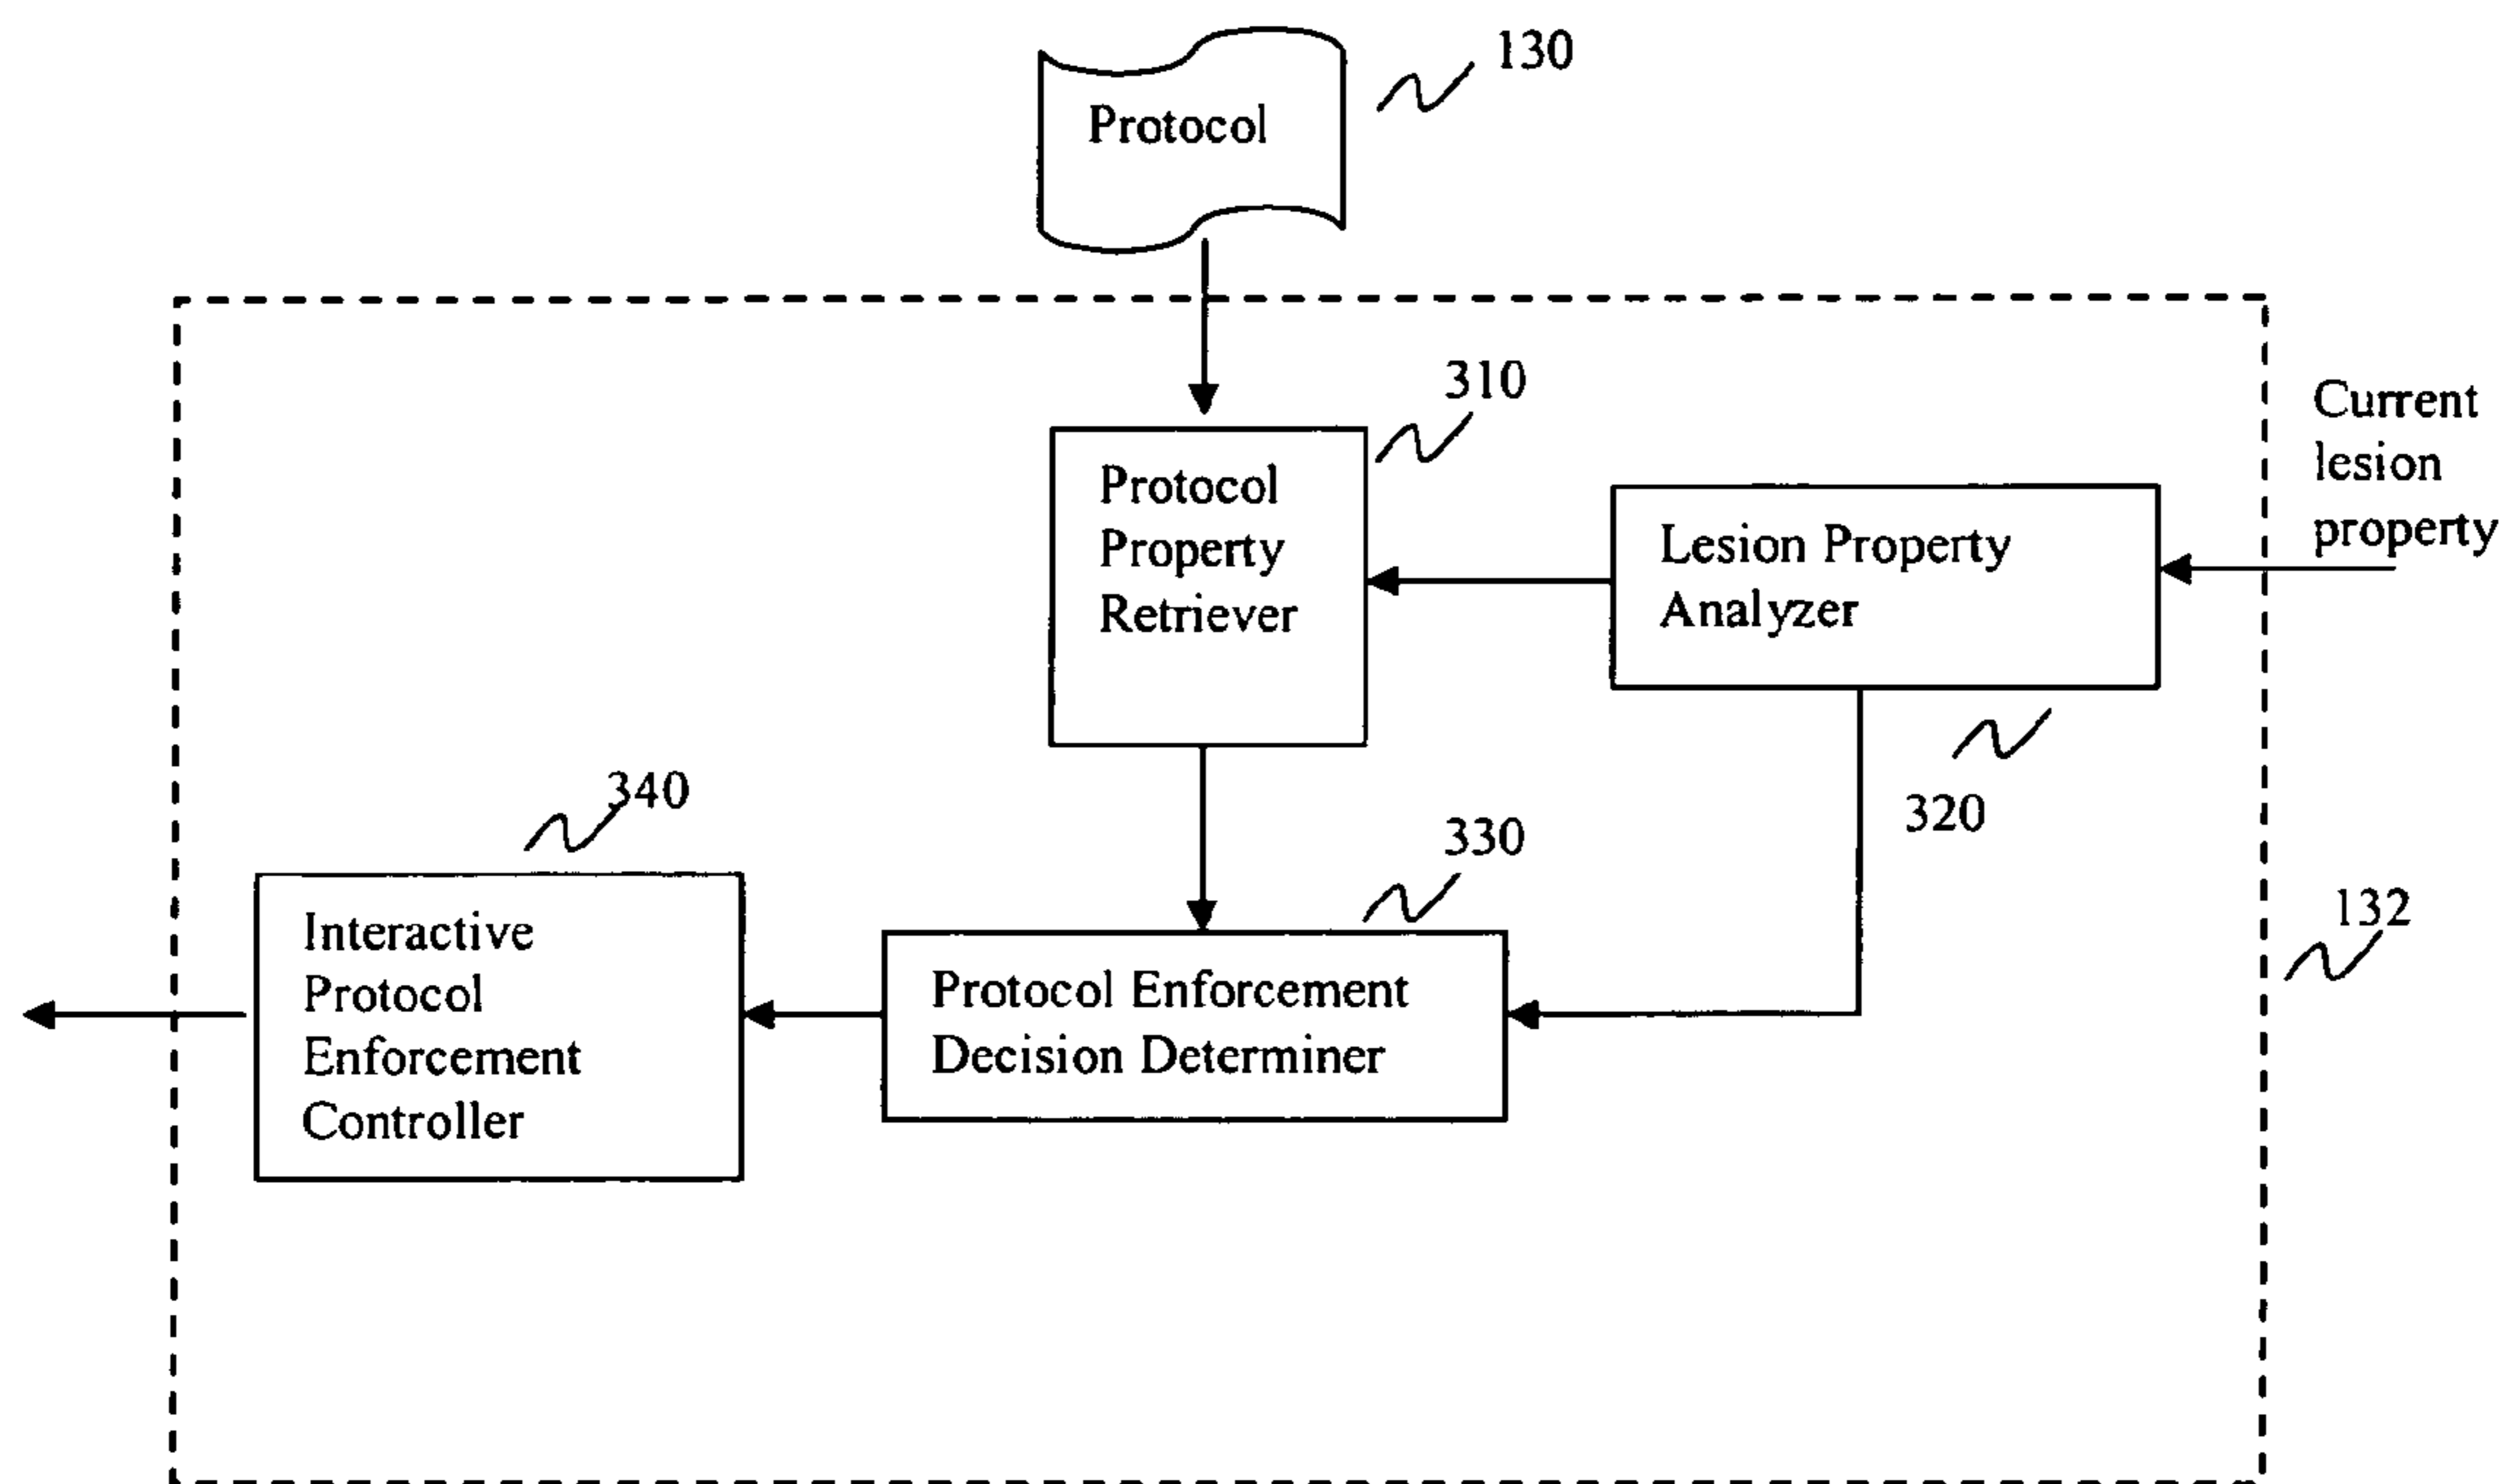 130
Protocol
310
Current
lesion
property
Protocol
Property
Retriever
Lesion Property
Analyzer
320
340
330
132
Interactive
Protocol
Enforcement
Controller
Protocol Enforcement
Decision Determiner